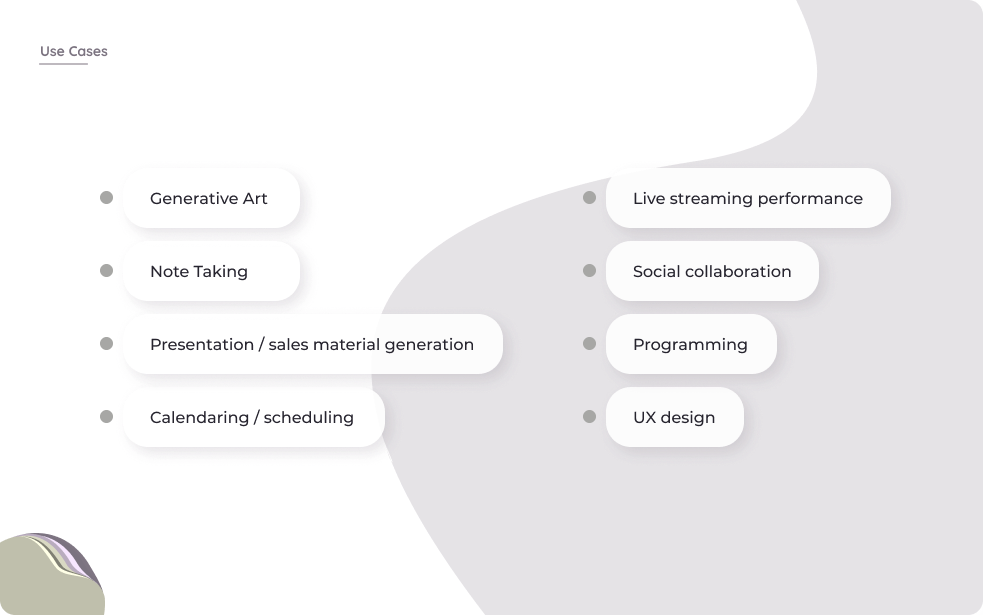 Use Cases
Generative Art
Note Taking
Presentation / sales material generation
Calendaring / scheduling
Live streaming performance
Social collaboration
Programming
UX design